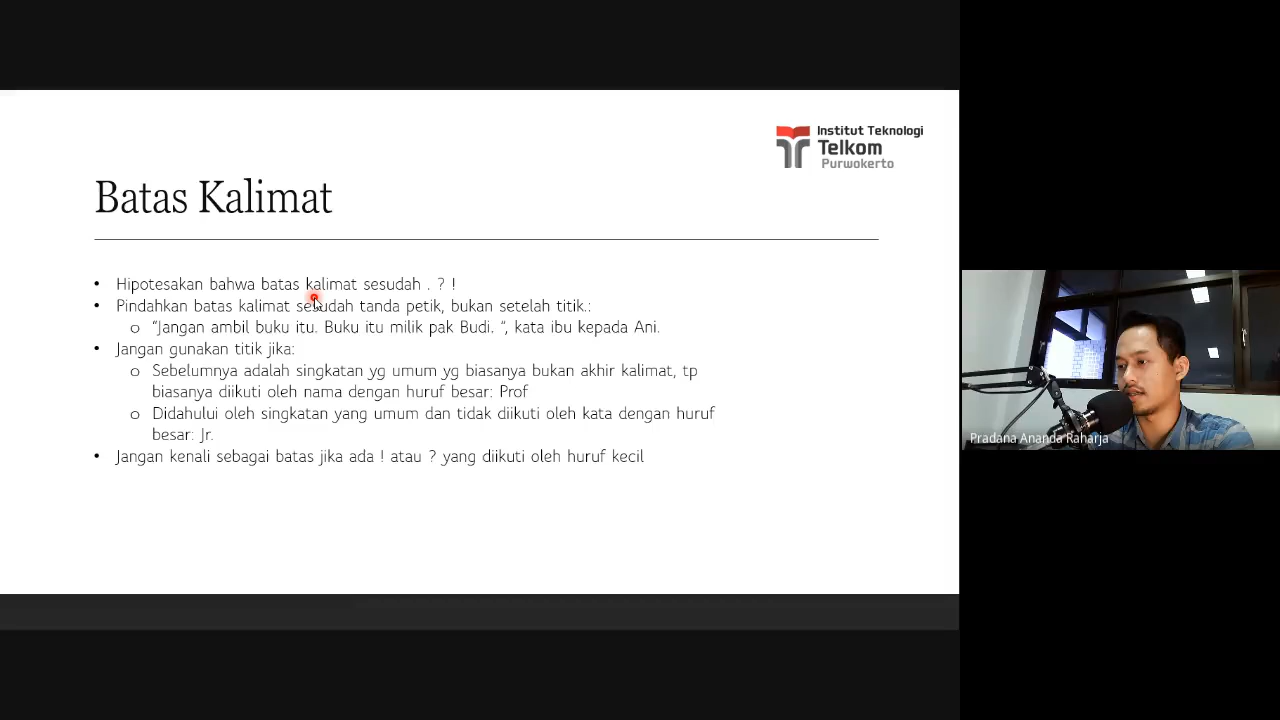 Institut Teknologi
Telkom
Purwokerto
Batas Kalimat
• Hipotesakan bahwa batas kalimat sesudah . ? !
• Pindahkan batas kalimat sesudah tanda petik, bukan setelah titik.:
o “Jangan ambil buku itu. Buku itu milik pak Budi. ”, kata ibu kepada Ani.
• Jangan gunakan titik jika:
o Sebelumnya adalah singkatan yg umum yg biasanya bukan akhir kalimat, tp
biasanya diikuti oleh nama dengan huruf besar: Prof
o Didahului oleh singkatan yang umum dan tidak diikuti oleh kata dengan huruf
besar: Jr.
• Jangan kenali sebagai batas jika ada ! atau ? yang diikuti oleh huruf kecil
Pradana Ananda Raharja